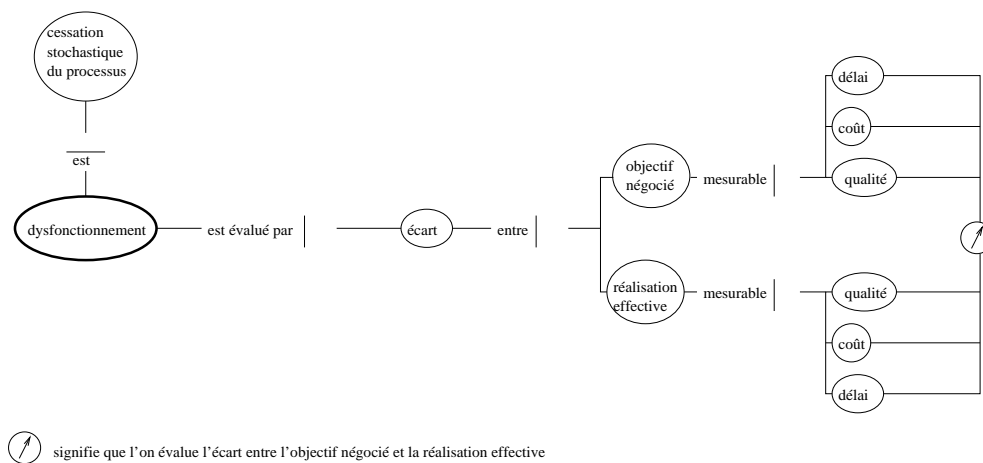 cessation
stochastique
du processus
est
dysfonctionnement
est évalué par
écart
entre
objectif
négocié
mesurable
délai
coût
qualité
réalisation
effective
mesurable
qualité
coût
délai
signifie que l'on évalue l'écart entre l'objectif négocié et la réalisation effective